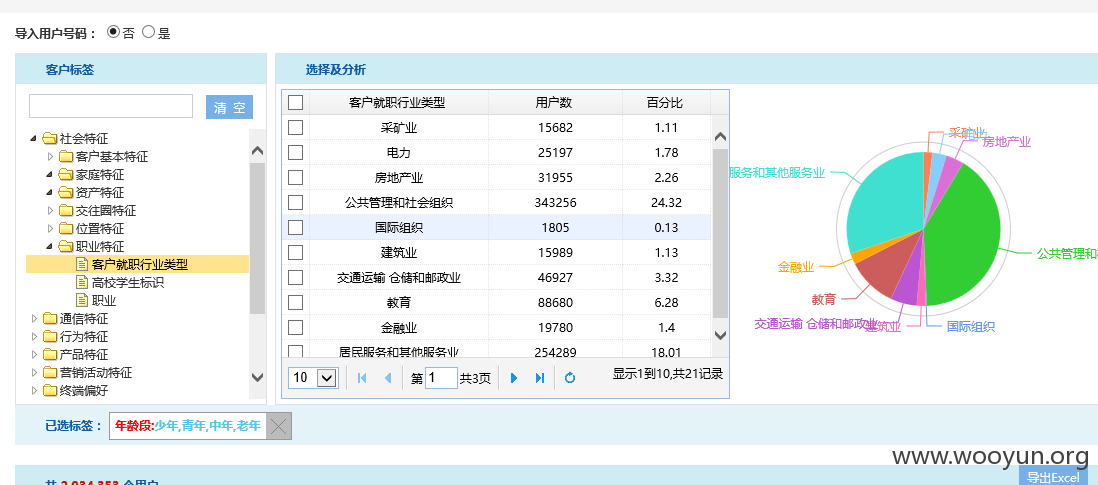 导入用户号码： 否 是
客户标签
清 空
社会特征
客户基本特征
家庭特征
资产特征
交往圈特征
位置特征
职业特征
客户就职行业类型
高校学生标识
职业
通信特征
行为特征
产品特征
营销活动特征
终端偏好
选择及分析
客户就职行业类型 用户数 百分比
采矿业 15682 1.11
电力 25197 1.78
房地产业 31955 2.26
公共管理和社会组织 343256 24.32
国际组织 1805 0.13
建筑业 15989 1.13
交通运输 仓储和邮政业 46927 3.32
教育 88680 6.28
金融业 19780 1.4
居民服务和其他服务业 254289 18.01
10 第 1 共3页 显示1到10,共21记录
采矿业
房地产业
服务和其他服务业
公共管理和
金融业
教育
交通运输 仓储和邮政业
建筑业
国际组织
已选标签： 年龄段:少年,青年,中年,老年
www.wooyun.org
共 2,034,353 个用户
导出Excel